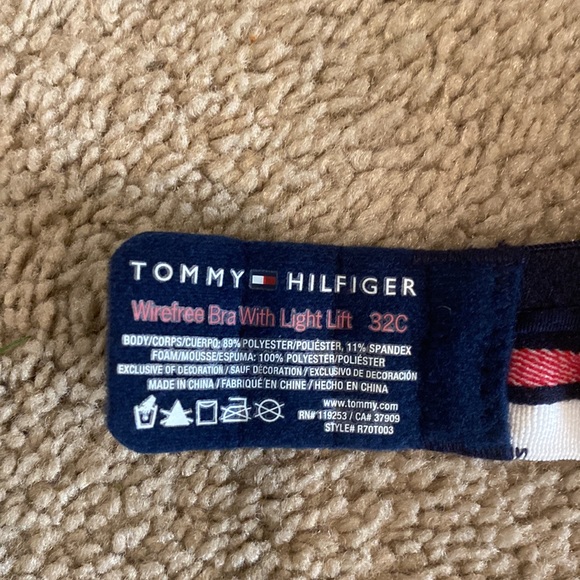 TOMMY HILFIGER
Wirefree Bra With Light Lift 32C
BODY/CORPS/CUERPO: 89% POLYESTER/POLIÉSTER, 11% SPANDEX
FOAM/MOUSSE/ESPUMA: 100% POLYESTER/POLIÉSTER
EXCLUSIVE OF DECORATION / SAUF DÉCORATION / EXCLUSIVO DE DECORACIÓN
MADE IN CHINA / FABRIQUÉ EN CHINE / HECHO EN CHINA
www.tommy.com
RN# 119253 / CA# 37909
STYLE# R70T003